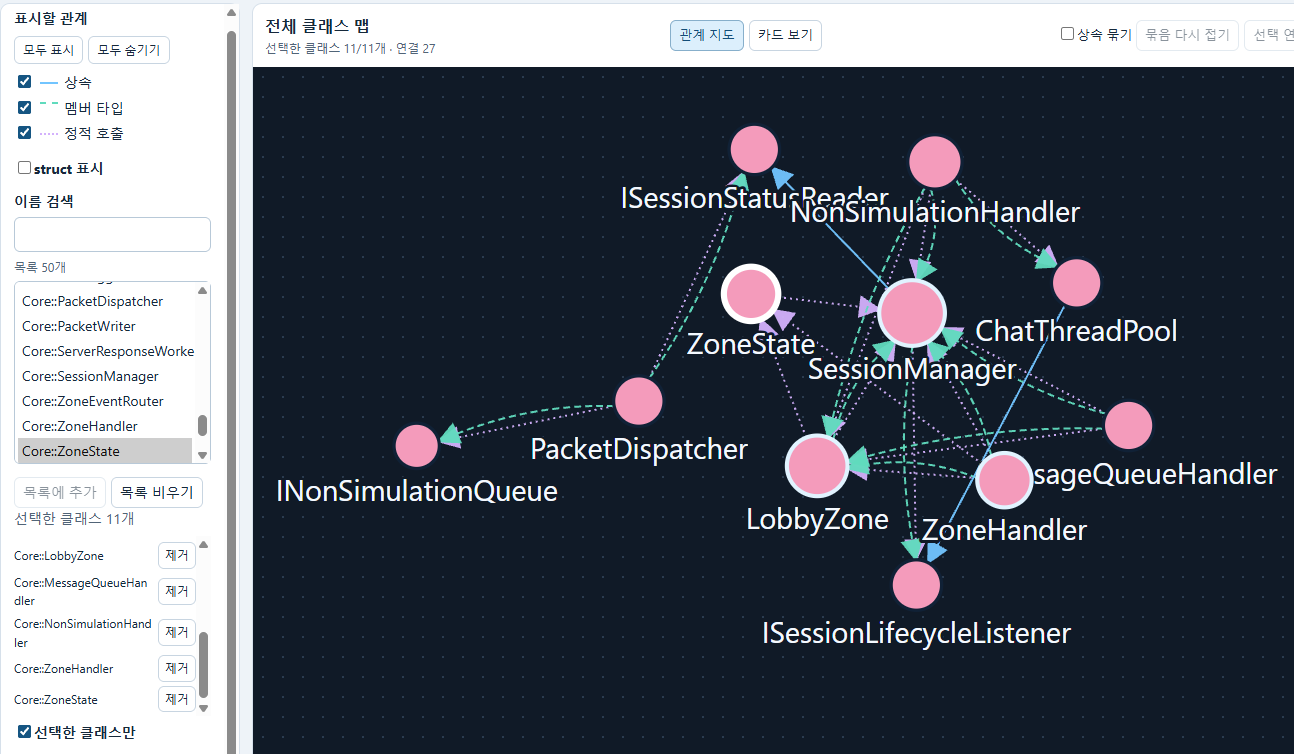 표시할 관계
모두 표시 모두 숨기기
상속
멤버 타입
정적 호출
struct 표시
이름 검색
목록 50개
Core::PacketDispatcher
Core::PacketWriter
Core::ServerResponseWorke
Core::SessionManager
Core::ZoneEventRouter
Core::ZoneHandler
Core::ZoneState
목록에 추가 목록 비우기
선택한 클래스 11개
Core::LobbyZone 제거
Core::MessageQueueHan
dler 제거
Core::NonSimulationHand
ler 제거
Core::ZoneHandler 제거
Core::ZoneState 제거
선택한 클래스만
전체 클래스 맵
선택한 클래스 11/11개 · 연결 27
관계 지도 카드 보기
상속 묶기 묶음 다시 접기 선택 연
ISessionStatusReader
NonSimulationHandler
ChatThreadPool
ZoneState
SessionManager
PacketDispatcher
sageQueueHandler
INonSimulationQueue
LobbyZone
ZoneHandler
ISessionLifecycleListener